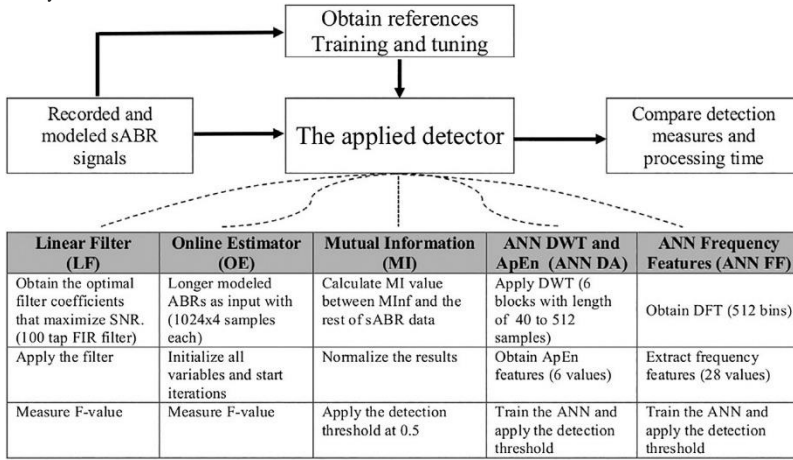 Obtain references
Training and tuning
Recorded and
modeled sABR
signals
The applied detector
Compare detection
measures and
processing time
Linear Filter
(LF)
Online Estimator
(OE)
Mutual Information
(MI)
ANN DWT and
ApEn (ANN DA)
ANN Frequency
Features (ANN FF)
Obtain the optimal
filter coefficients
that maximize SNR.
(100 tap FIR filter)
Longer modeled
ABRs as input with
(1024x4 samples
each)
Calculate MI value
between MInf and the
rest of sABR data
Apply DWT (6
blocks with length
of 40 to 512
samples)
Obtain DFT (512 bins)
Apply the filter
Initialize all
variables and start
iterations
Normalize the results
Obtain ApEn
features (6 values)
Extract frequency
features (28 values)
Measure F-value
Measure F-value
Apply the detection
threshold at 0.5
Train the ANN and
apply the detection
threshold
Train the ANN and
apply the detection
threshold